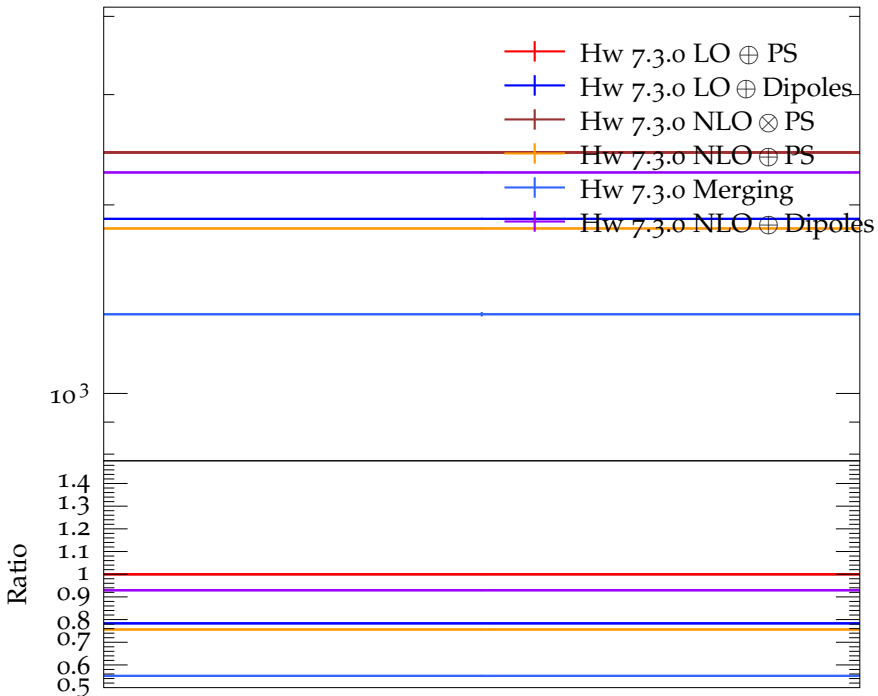 Hw 7.3.0 LO ⊕ PS
Hw 7.3.0 LO ⊕ Dipoles
Hw 7.3.0 NLO ⊗ PS
Hw 7.3.0 NLO ⊕ PS
Hw 7.3.0 Merging
Hw 7.3.0 NLO ⊕ Dipoles
10³
1.4
1.3
1.2
1.1
1
0.9
0.8
0.7
0.6
0.5
Ratio